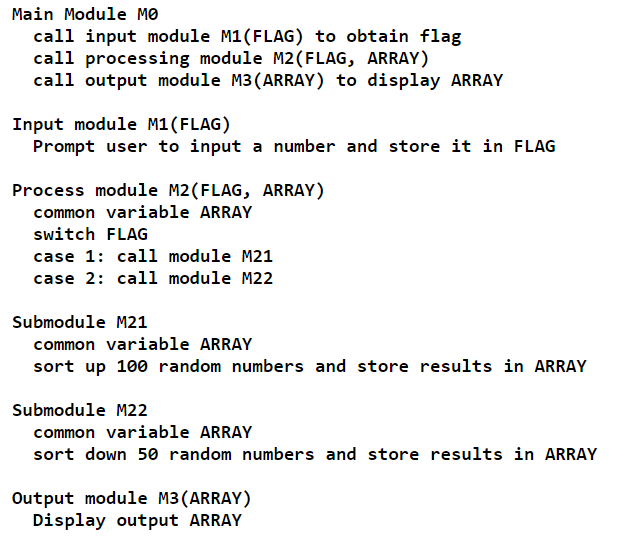 Main Module M0
call input module M1(FLAG) to obtain flag
call processing module M2(FLAG, ARRAY)
call output module M3(ARRAY) to display ARRAY
Input module M1(FLAG)
Prompt user to input a number and store it in FLAG
Process module M2(FLAG, ARRAY)
common variable ARRAY
switch FLAG
case 1: call module M21
case 2: call module M22
Submodule M21
common variable ARRAY
sort up 100 random numbers and store results in ARRAY
Submodule M22
common variable ARRAY
sort down 50 random numbers and store results in ARRAY
Output module M3(ARRAY)
Display output ARRAY